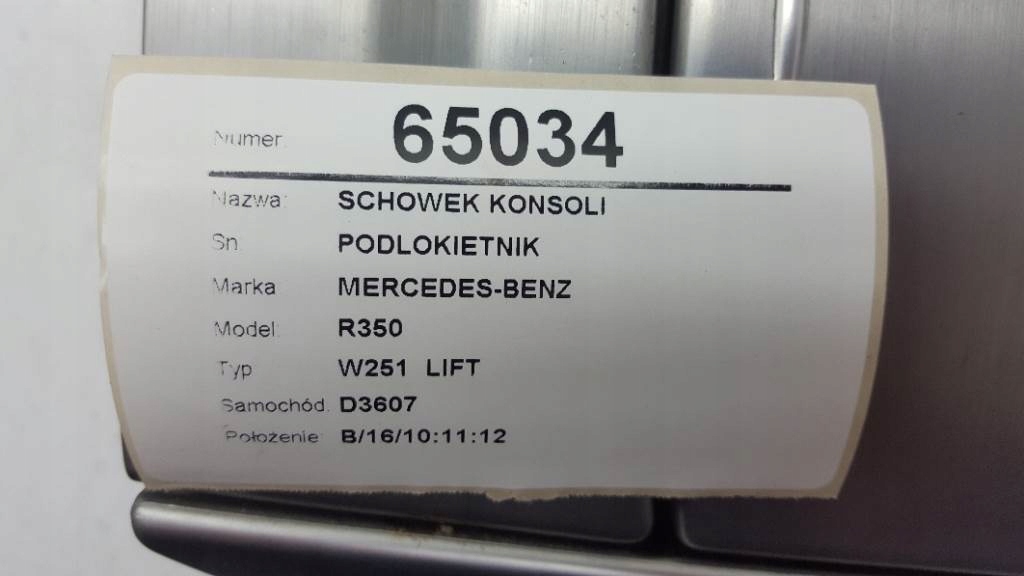 Numer: 65034
Nazwa: SCHOWEK KONSOLI
Sn PODLOKIETNIK
Marka MERCEDES-BENZ
Model: R350
Typ W251 LIFT
Samochód: D3607
Położenie: B/16/10:11:12